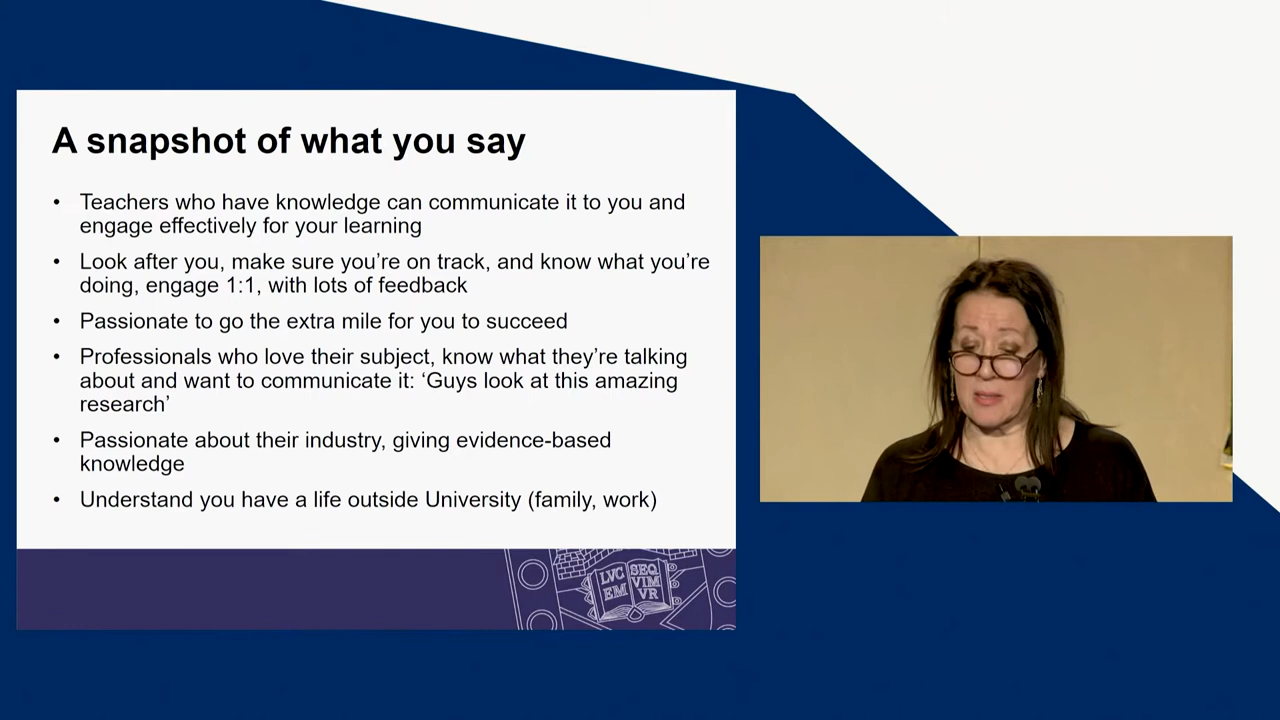 A snapshot of what you say
• Teachers who have knowledge can communicate it to you and
engage effectively for your learning
• Look after you, make sure you’re on track, and know what you’re
doing, engage 1:1, with lots of feedback
• Passionate to go the extra mile for you to succeed
• Professionals who love their subject, know what they’re talking
about and want to communicate it: ‘Guys look at this amazing
research’
• Passionate about their industry, giving evidence-based
knowledge
• Understand you have a life outside University (family, work)
LVC
EM
SEQ
VIM
VR